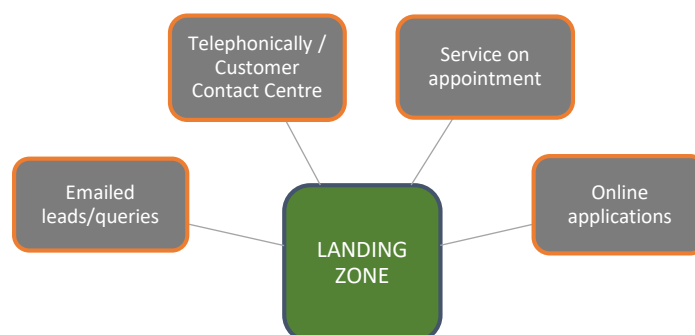 Telephonically /
Customer
Contact Centre
Service on
appointment
Emailed
leads/queries
Online
applications
LANDING
ZONE